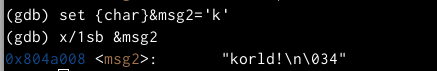 (gdb) set {char}&msg2='k'
(gdb) x/1sb &msg2
0x804a008 <msg2>: "korld!\n\034"